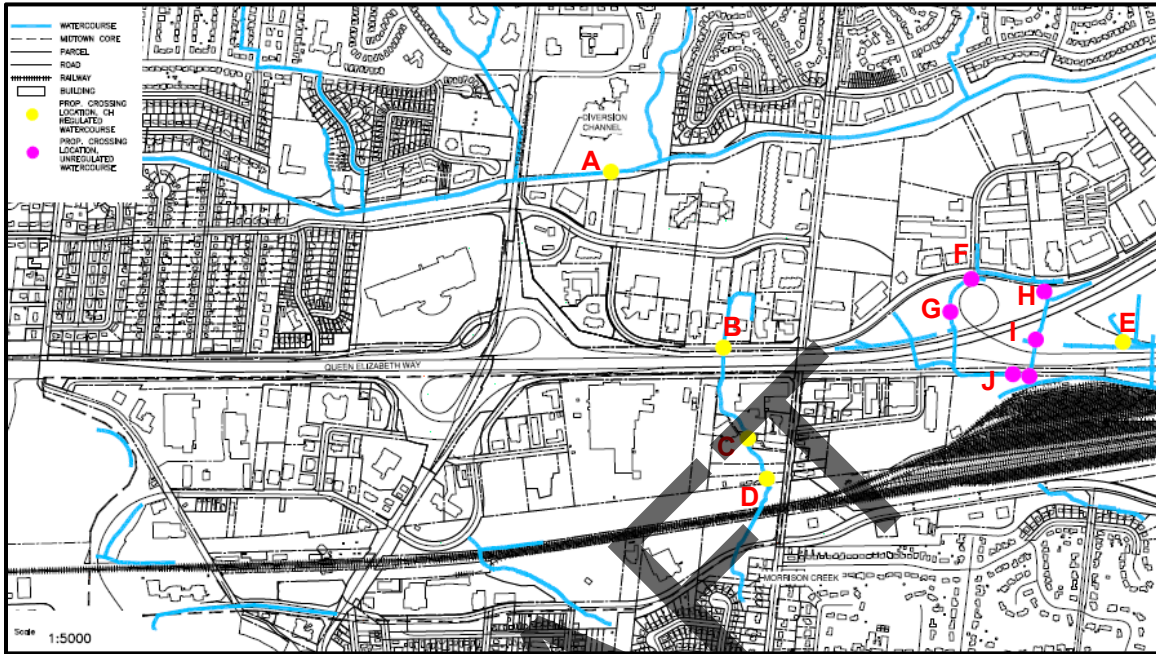 WATERCOURSE
MIDTOWN CORE
PARCEL
ROAD
RAILWAY
BUILDING
PROP. CROSSING
LOCATION, CH
REGULATED
WATERCOURSE
PROP. CROSSING
LOCATION,
UNREGULATED
WATERCOURSE
DIVERSION
CHANNEL
A
F
H
G
B
E
I
QUEEN ELIZABETH WAY
J
C
D
MORRISON CREEK
Scale 1:5000